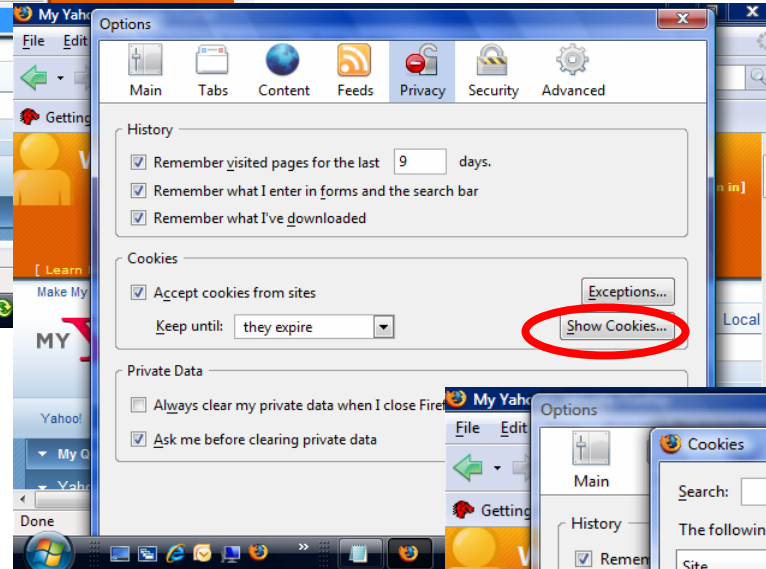 My Yaho
Options
File Edit
Main Tabs Content Feeds Privacy Security Advanced
Getting
History
Remember visited pages for the last 9 days.
Remember what I enter in forms and the search bar
Remember what I've downloaded
n in]
[ Learn
Cookies
Make My
Accept cookies from sites Exceptions...
Keep until: they expire Show Cookies...
Local
MY Y
Private Data
Always clear my private data when I close Firef
Yahoo!
Ask me before clearing private data
My Q
Yaho
Done
»
My Yaho
Options
File Edit
Cookies
Main
Search:
Getting
History
The followin
Remem
Site